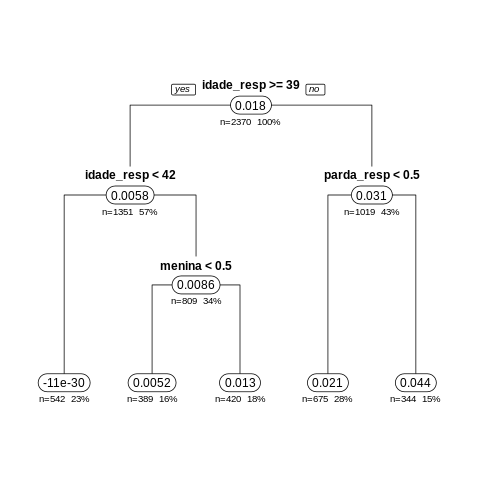 idade_resp >= 39
yes
no
0.018
n=2370 100%
idade_resp < 42
parda_resp < 0.5
0.0058
0.031
n=1351 57%
n=1019 43%
menina < 0.5
0.0086
n=809 34%
-11e-30
0.0052
0.013
0.021
0.044
n=542 23%
n=389 16%
n=420 18%
n=675 28%
n=344 15%